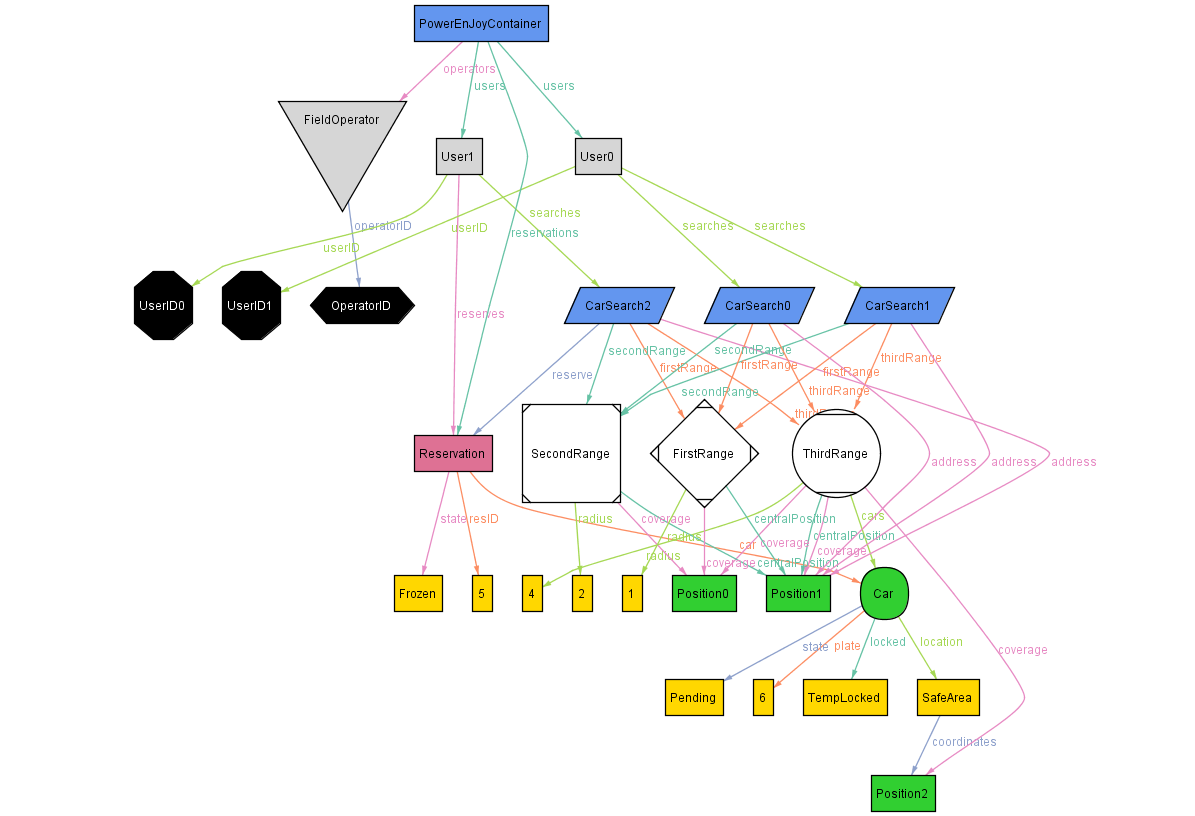 PowerEnJoyContainer
operators
users
users
FieldOperator
User1
User0
searches
operatorID
userID
reservations
searches
searches
userID
UserID0
UserID1
OperatorID
CarSearch2
CarSearch0
CarSearch1
reserves
secondRange
secondRange
thirdRange
firstRange
firstRange
firstRange
reserve
secondRange
thirdRange
Reservation
SecondRange
FirstRange
ThirdRange
address
address
address
state
resID
radius
coverage
centralPosition
cars
radius
car
coverage
centralPosition
coverage
radius
coverage
centralPosition
Frozen
5
4
2
1
Position0
Position1
Car
state
plate
locked
location
coverage
Pending
6
TempLocked
SafeArea
coordinates
Position2